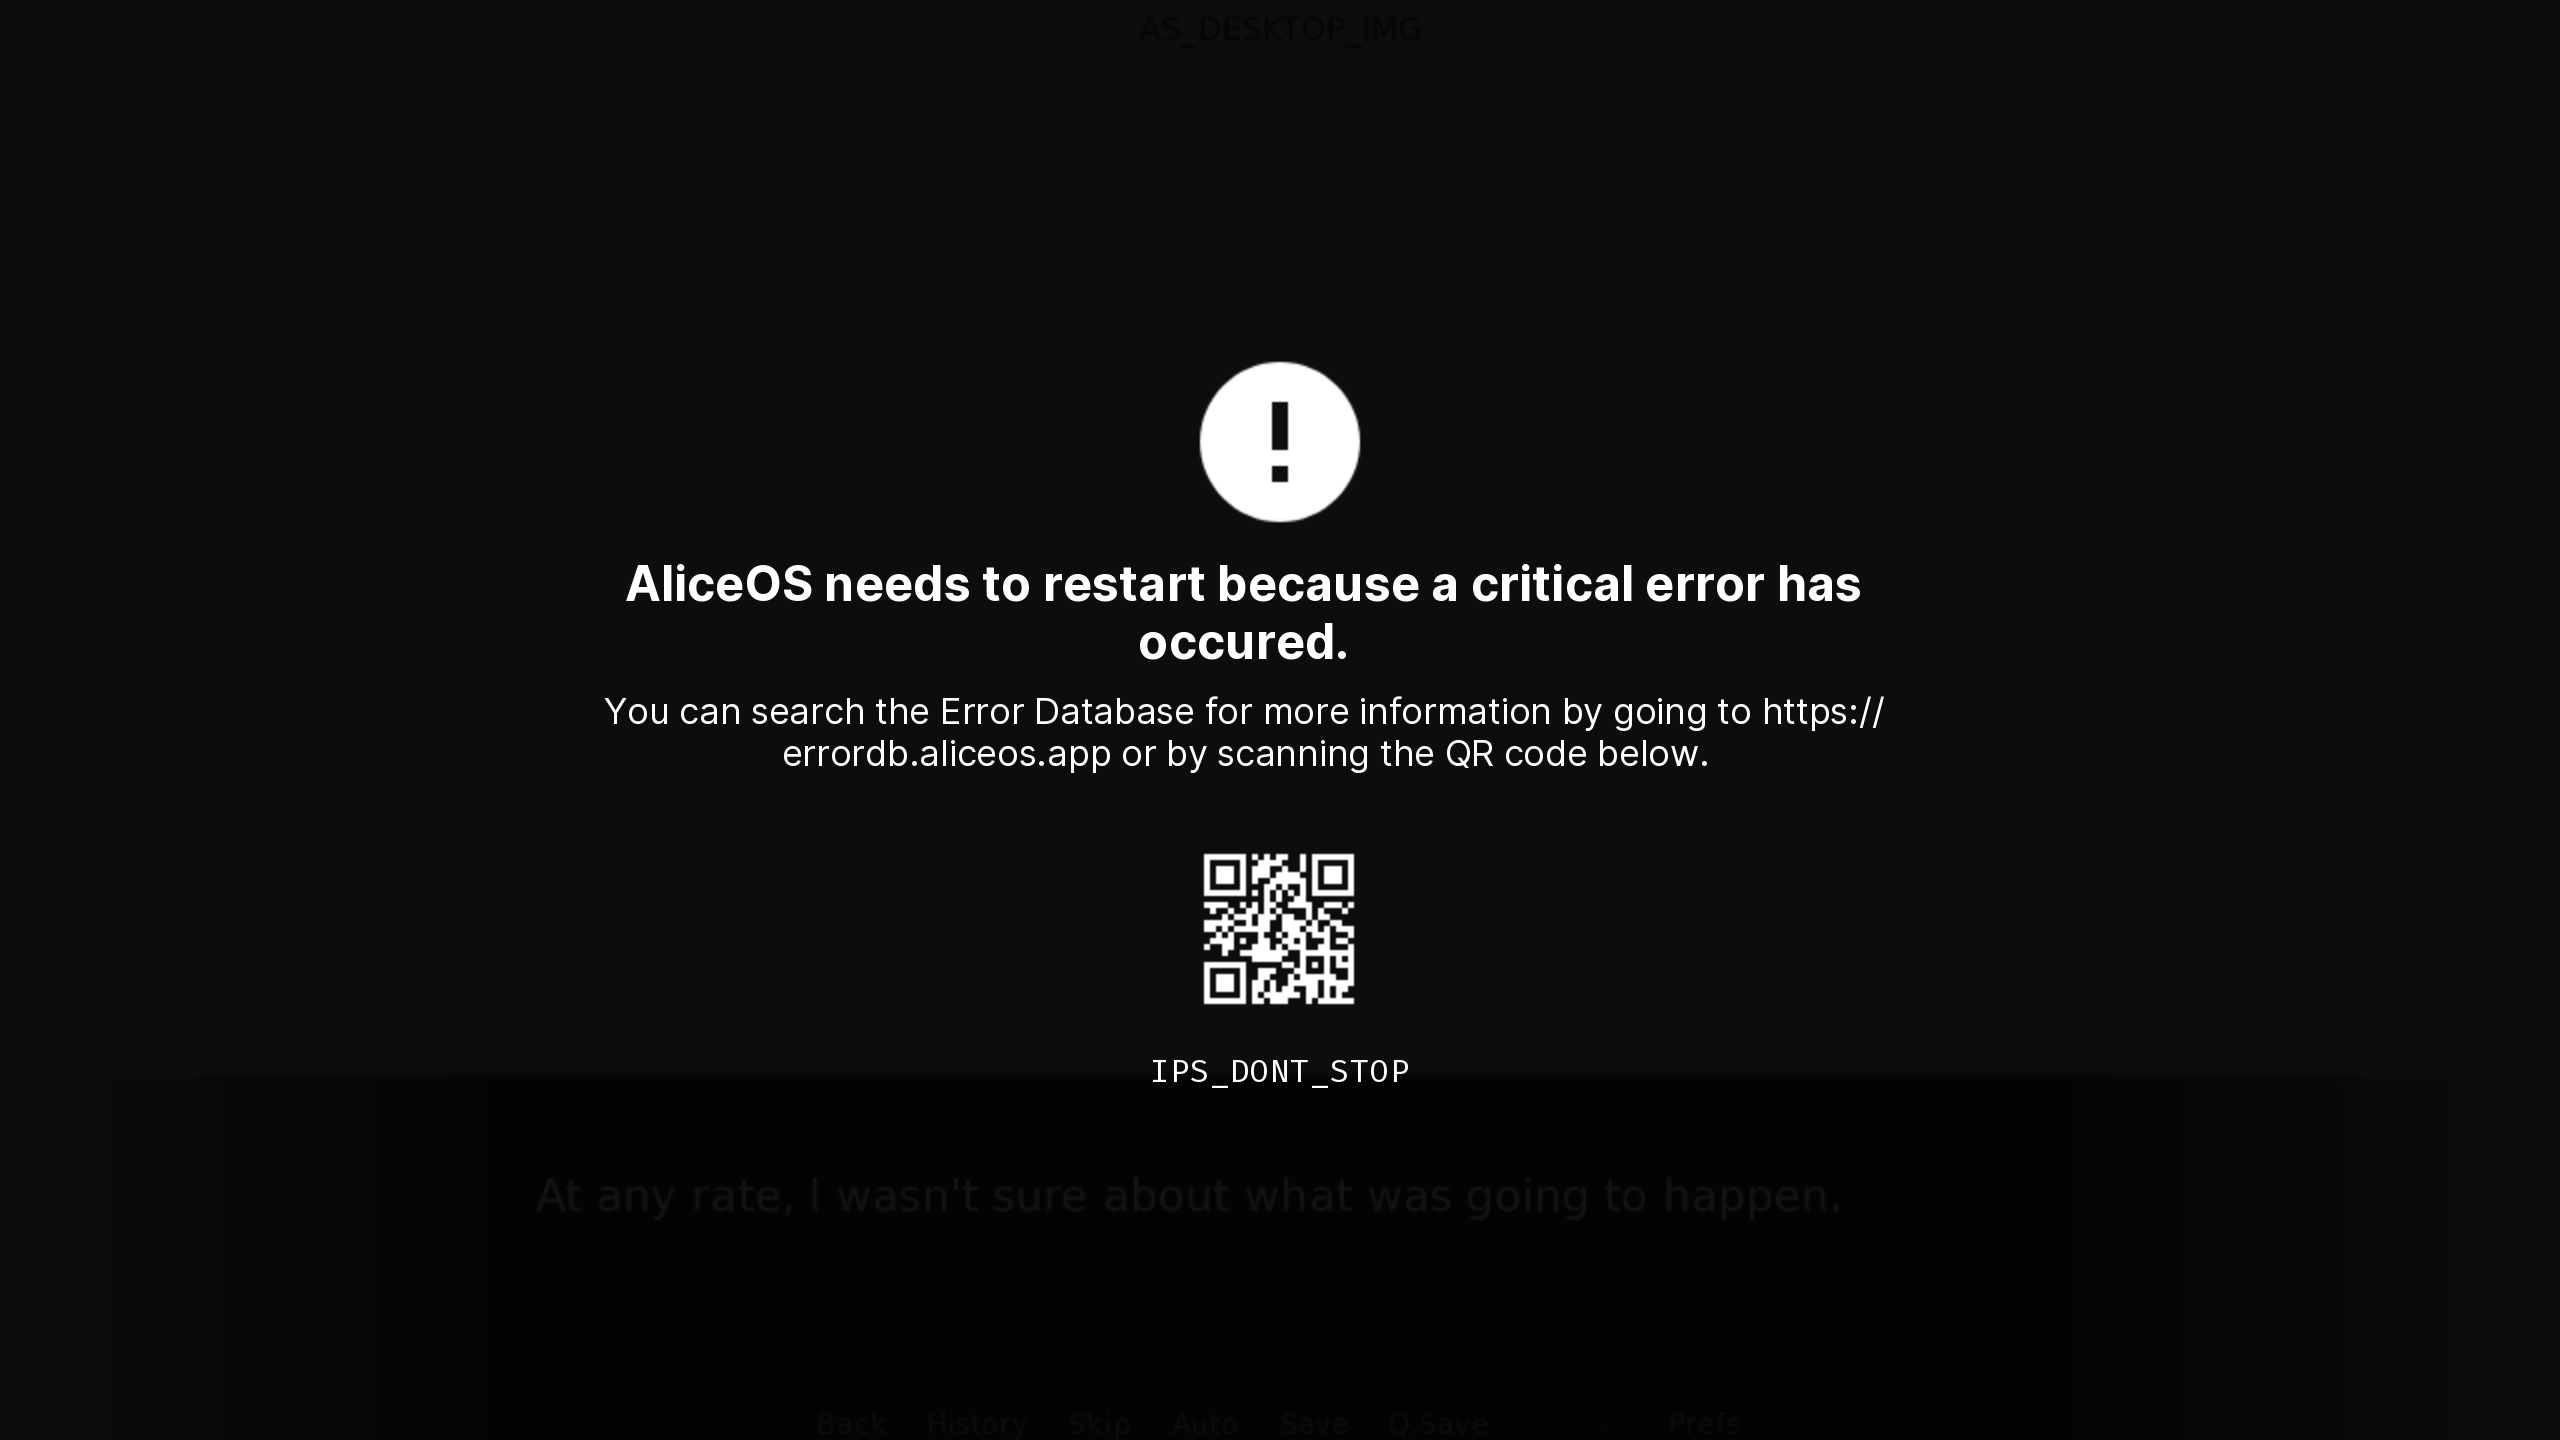 AS_DESKTOP_IMG
AliceOS needs to restart because a critical error has
occured.
You can search the Error Database for more information by going to https://
errordb.aliceos.app or by scanning the QR code below.
IPS_DONT_STOP
At any rate, I wasn't sure about what was going to happen.
Back History Skip Auto Save Q.Save Prefs